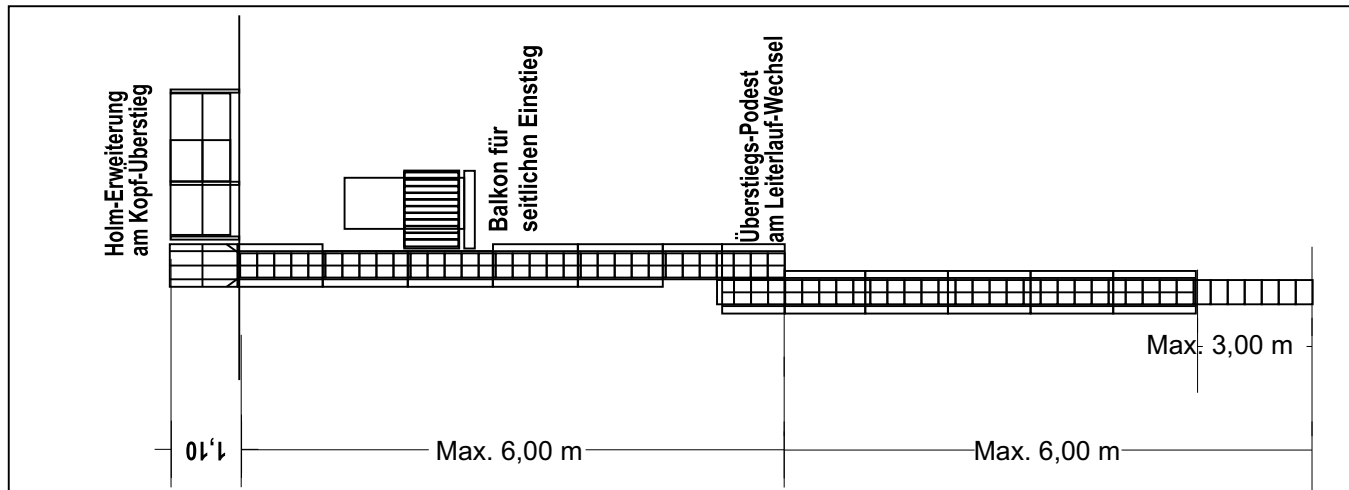 Holm-Erweiterung
am Kopf-Überstieg
Balkon für
seitlichen Einstieg
Überstiegs-Podest
am Leiterlauf-Wechsel
Max. 3,00 m
1,10
Max. 6,00 m
Max. 6,00 m